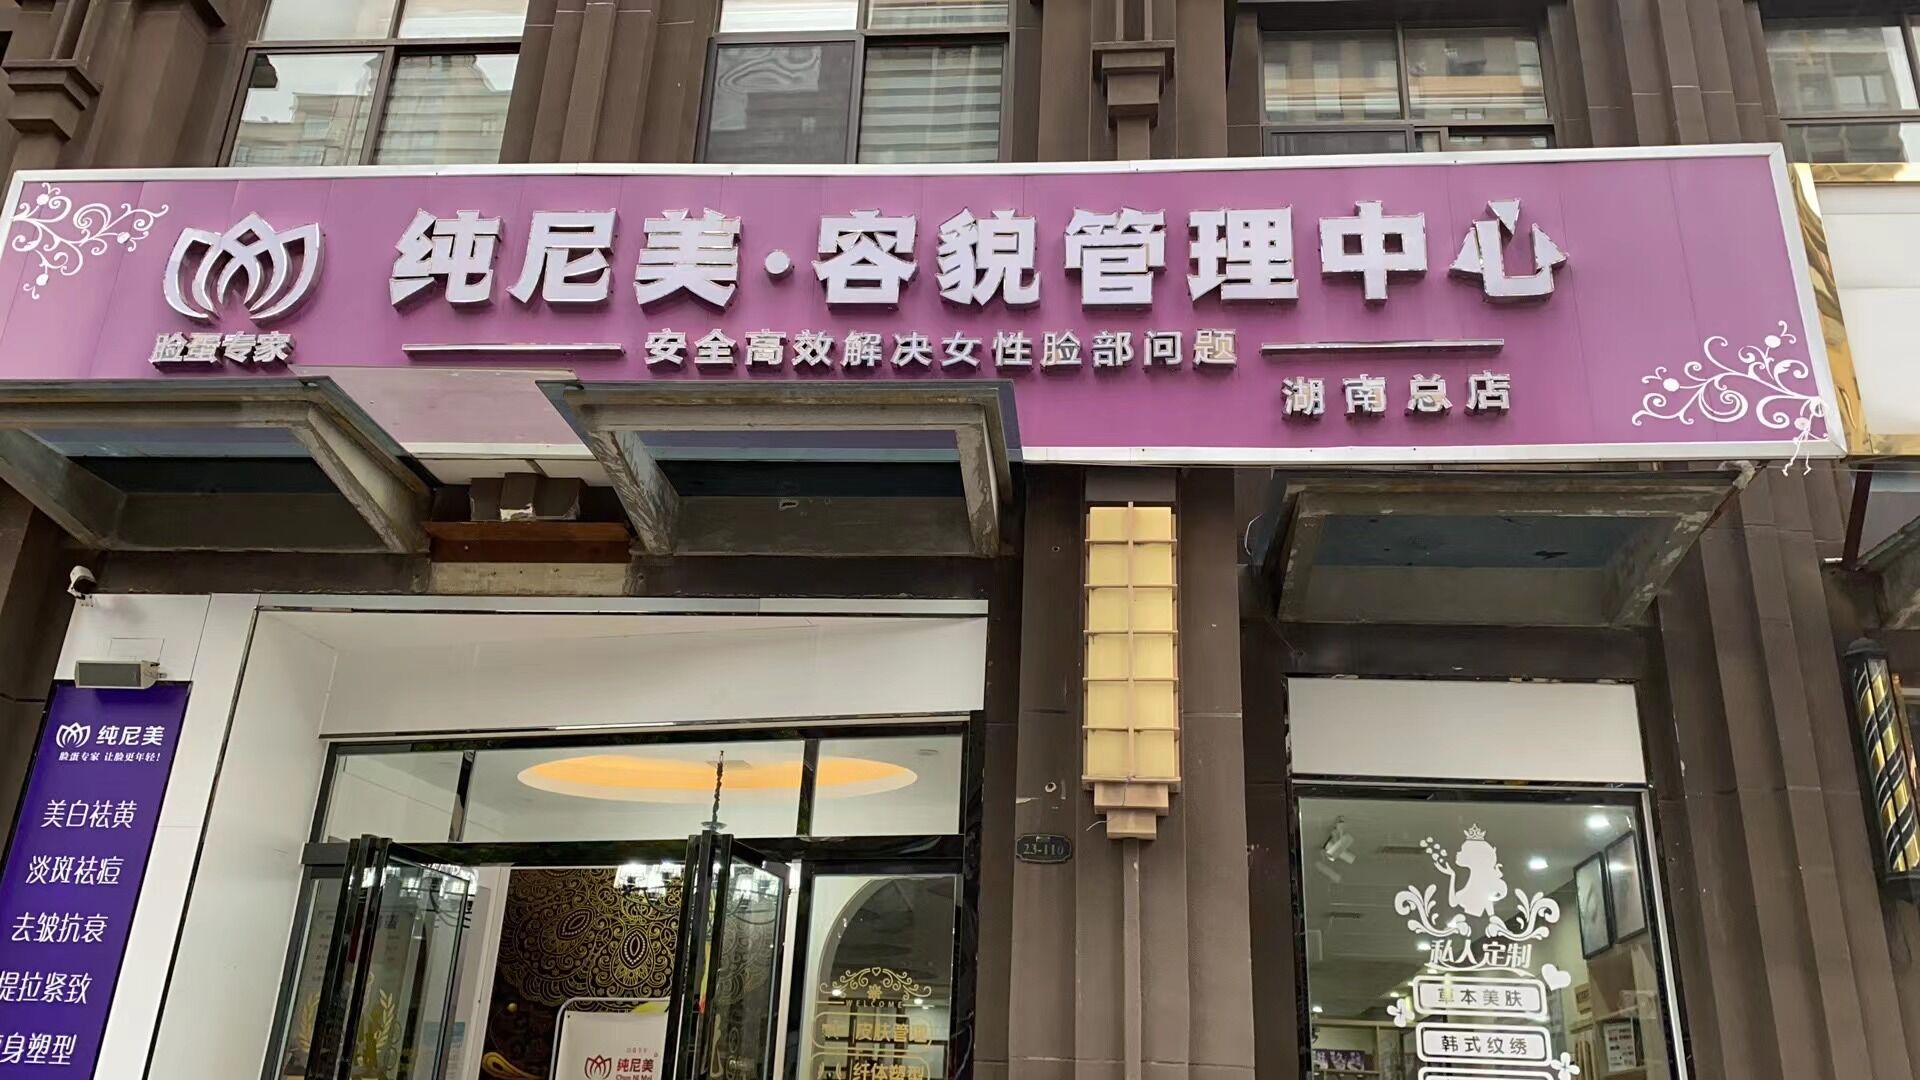 纯尼美·容貌管理中心
脸蛋专家
安全高效解决女性脸部问题
湖南总店
纯尼美
脸蛋专家 让脸更年轻!
美白祛黄
淡斑祛痘
去皱抗衰
提拉紧致
身塑型
23-110
WELCOME
皮肤管理
纤体塑型
纯尼美
Chun Ni Mei
私人定制
草本美肤
韩式纹绣